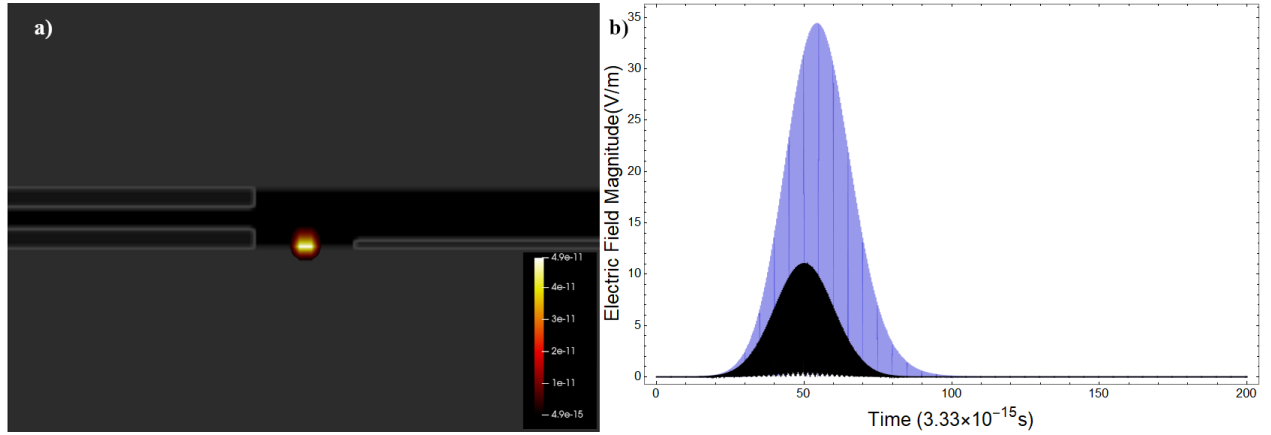 a)
4.9e-11
4e-11
3e-11
2e-11
1e-11
4.9e-15
b)
Electric Field Magnitude(V/m)
35
30
25
20
15
10
5
0
0
50
100
150
200
Time (3.33×10⁻¹⁵s)